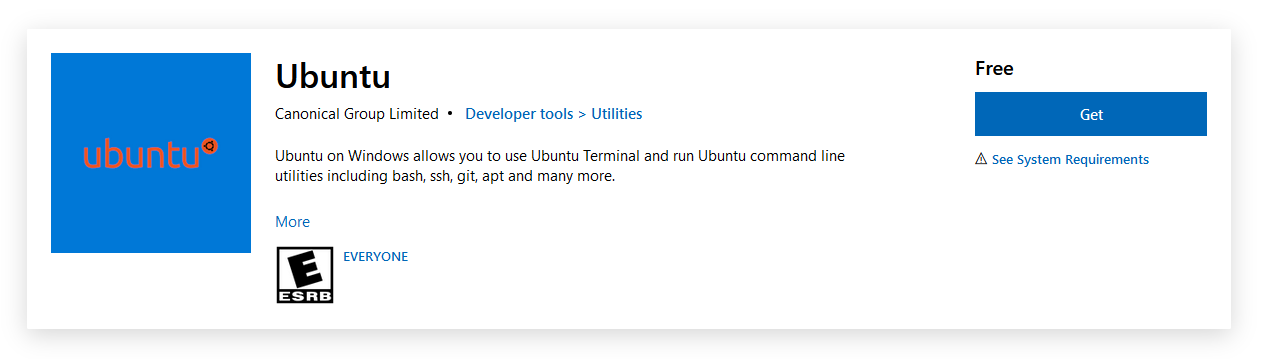 ubuntu
Ubuntu
Canonical Group Limited • Developer tools > Utilities
Ubuntu on Windows allows you to use Ubuntu Terminal and run Ubuntu command line
utilities including bash, ssh, git, apt and many more.
More
E
ESRB
EVERYONE
Free
Get
See System Requirements